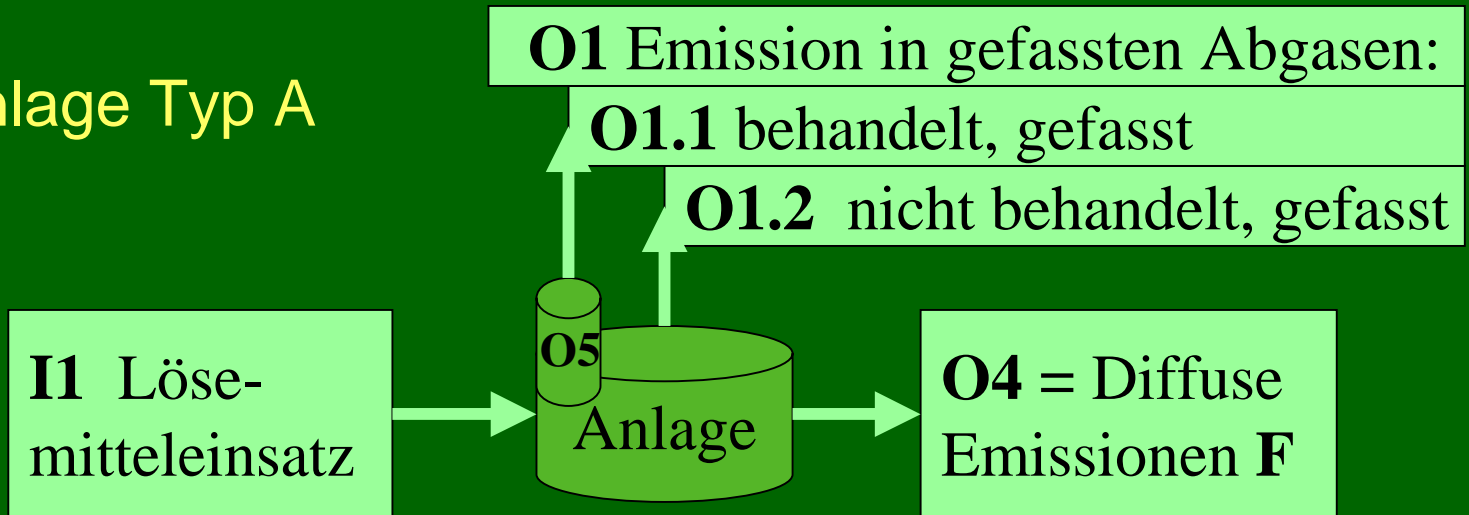 O1 Emission in gefassten Abgasen:
nlage Typ A
O1.1 behandelt, gefasst
O1.2 nicht behandelt, gefasst
O5
I1 Löse-
mitteleinsatz
Anlage
O4 = Diffuse
Emissionen F